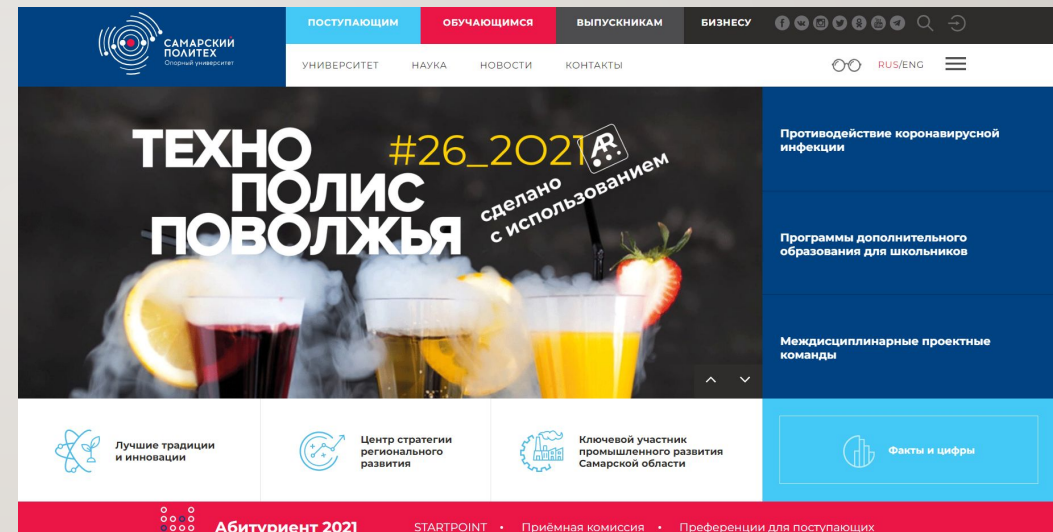 САМАРСКИЙ
ПОЛИТЕХ
Опорный университет
ПОСТУПАЮЩИМ
ОБУЧАЮЩИМСЯ
ВЫПУСКНИКАМ
БИЗНЕСУ
УНИВЕРСИТЕТ
НАУКА
НОВОСТИ
КОНТАКТЫ
RUS/ENG
ТЕХНО
ПОЛИС
ПОВОЛЖЬЯ
#26_2021
AR
сделано
с использованием
Противодействие коронавирусной
инфекции
Программы дополнительного
образования для школьников
Междисциплинарные проектные
команды
Лучшие традиции
и инновации
Центр стратегии
регионального
развития
Ключевой участник
промышленного развития
Самарской области
Факты и цифры
Абитуриент 2021
STARTPOINT • Приёмная комиссия • Преференции для поступающих